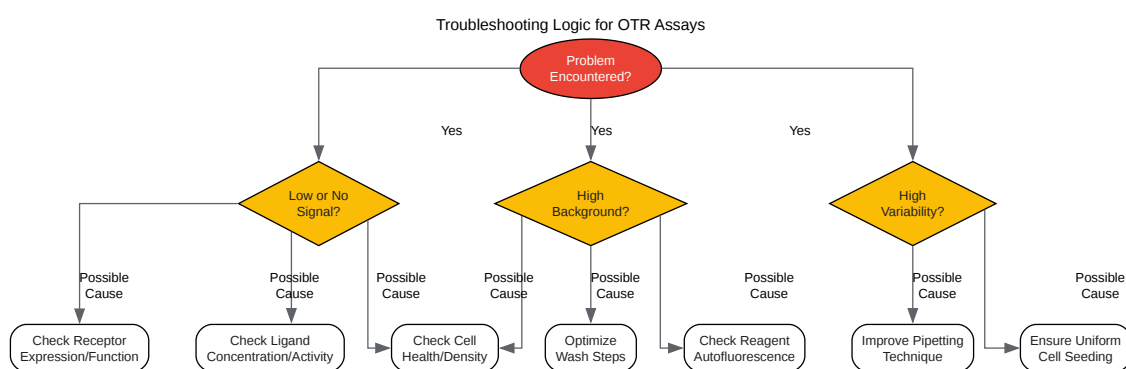 Troubleshooting Logic for OTR Assays
Problem
Encountered?
Yes
Yes
Yes
Low or No
Signal?
High
Background?
High
Variability?
Possible
Cause
Possible
Cause
Possible
Cause
Possible
Cause
Possible
Cause
Possible
Cause
Possible
Cause
Possible
Cause
Check Receptor
Expression/Function
Check Ligand
Concentration/Activity
Check Cell
Health/Density
Optimize
Wash Steps
Check Reagent
Autofluorescence
Improve Pipetting
Technique
Ensure Uniform
Cell Seeding